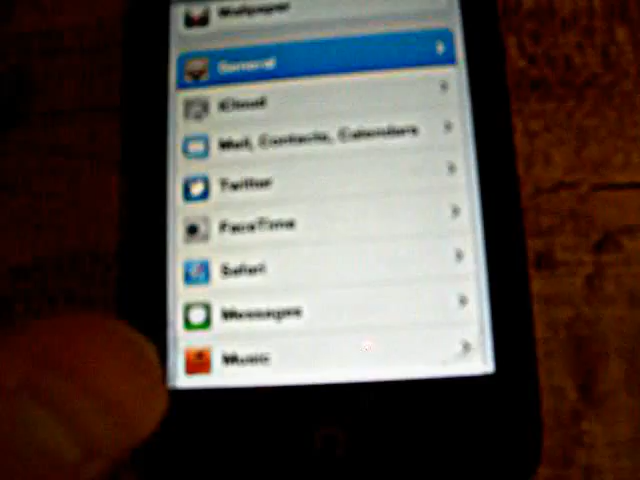 Wallpaper
General
iCloud
Mail, Contacts, Calendars
Twitter
FaceTime
Safari
Messages
Music